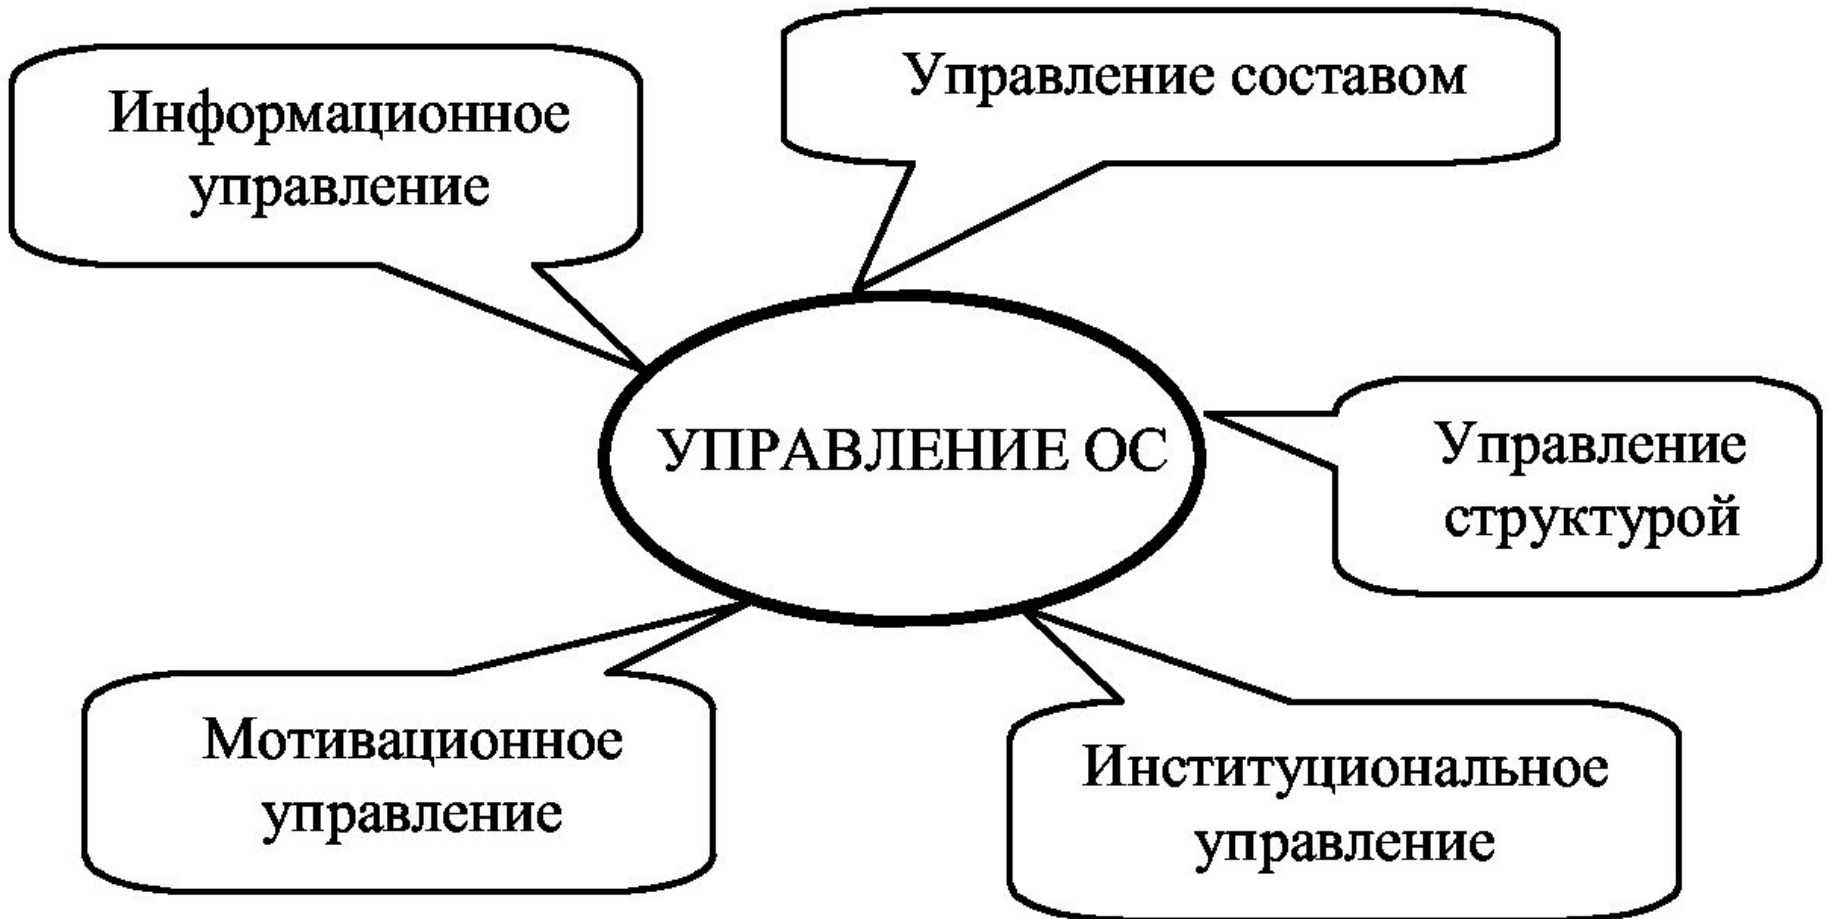 Информационное
управление
Управление составом
УПРАВЛЕНИЕ ОС
Управление
структурой
Мотивационное
управление
Институциональное
управление